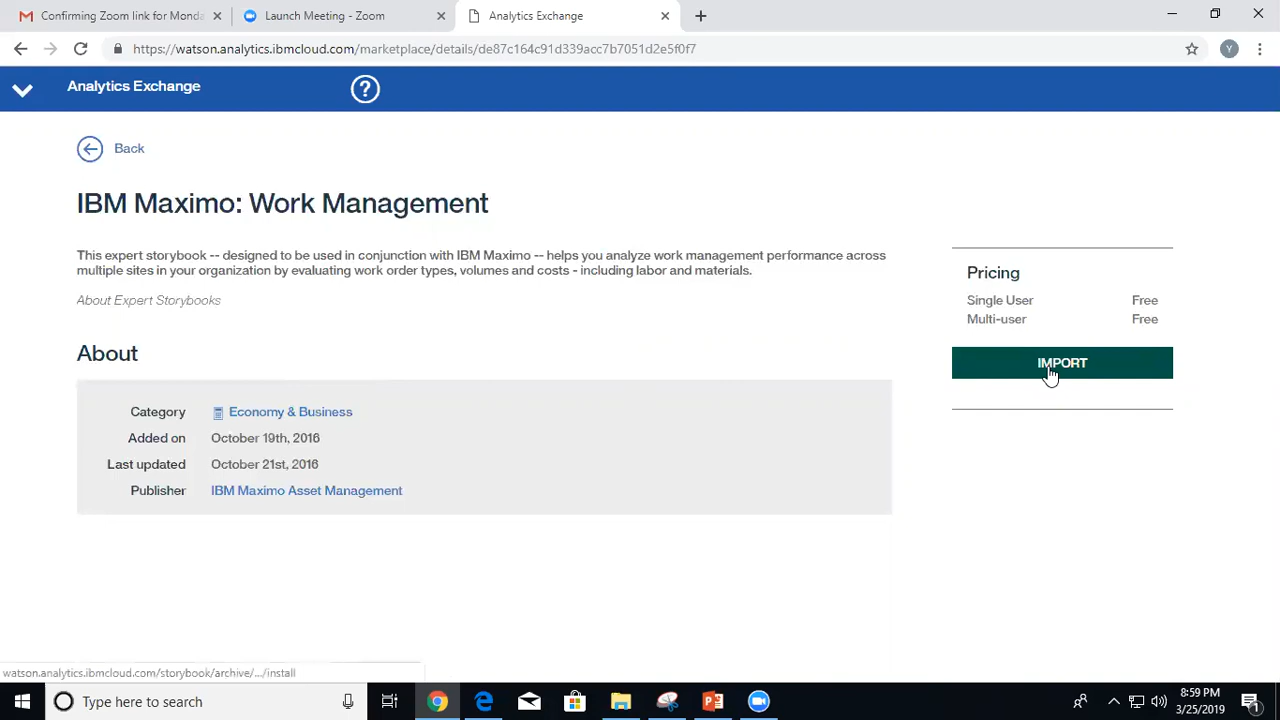 Confirming Zoom link for Monda
Launch Meeting - Zoom
Analytics Exchange
https://watson.analytics.ibmcloud.com/marketplace/details/de87c164c91d339acc7b7051d2e5f0f7
Y
Analytics Exchange
?
Back
IBM Maximo: Work Management
This expert storybook -- designed to be used in conjunction with IBM Maximo -- helps you analyze work management performance across
multiple sites in your organization by evaluating work order types, volumes and costs - including labor and materials.
About Expert Storybooks
Pricing
Single User Free
Multi-user Free
IMPORT
About
Category Economy & Business
Added on October 19th, 2016
Last updated October 21st, 2016
Publisher IBM Maximo Asset Management
watson.analytics.ibmcloud.com/storybook/archive/.../install
Type here to search
8:59 PM
3/25/2019
1